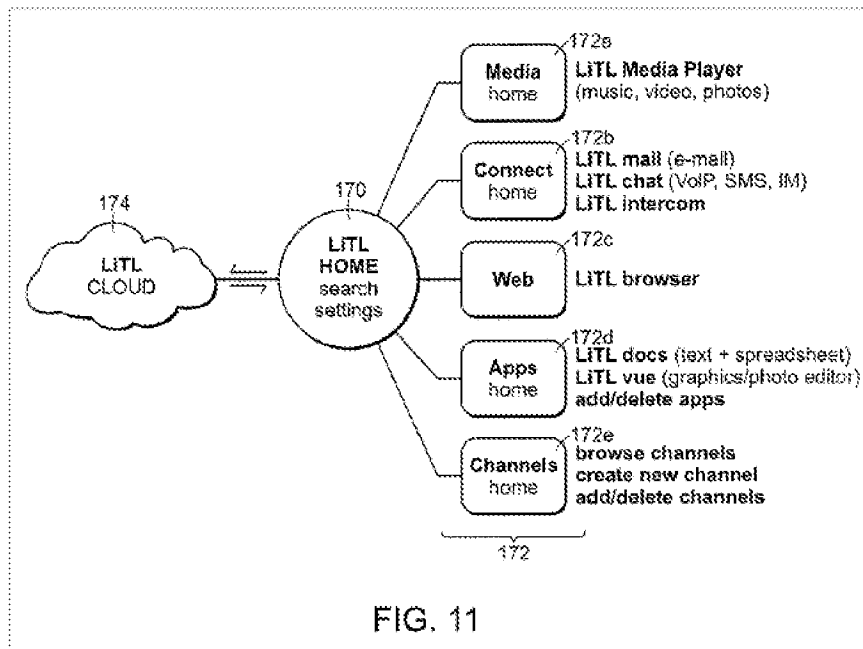 172a
Media
home
LiTL Media Player
(music, video, photos)
172b
Connect
home
LiTL mail (e-mail)
LiTL chat (VoIP, SMS, IM)
LiTL intercom
174
LiTL
CLOUD
170
LiTL
HOME
search
settings
172c
Web
LiTL browser
172d
Apps
home
LiTL docs (text + spreadsheet)
LiTL vue (graphics/photo editor)
add/delete apps
172e
Channels
home
browse channels
create new channel
add/delete channels
172
FIG. 11